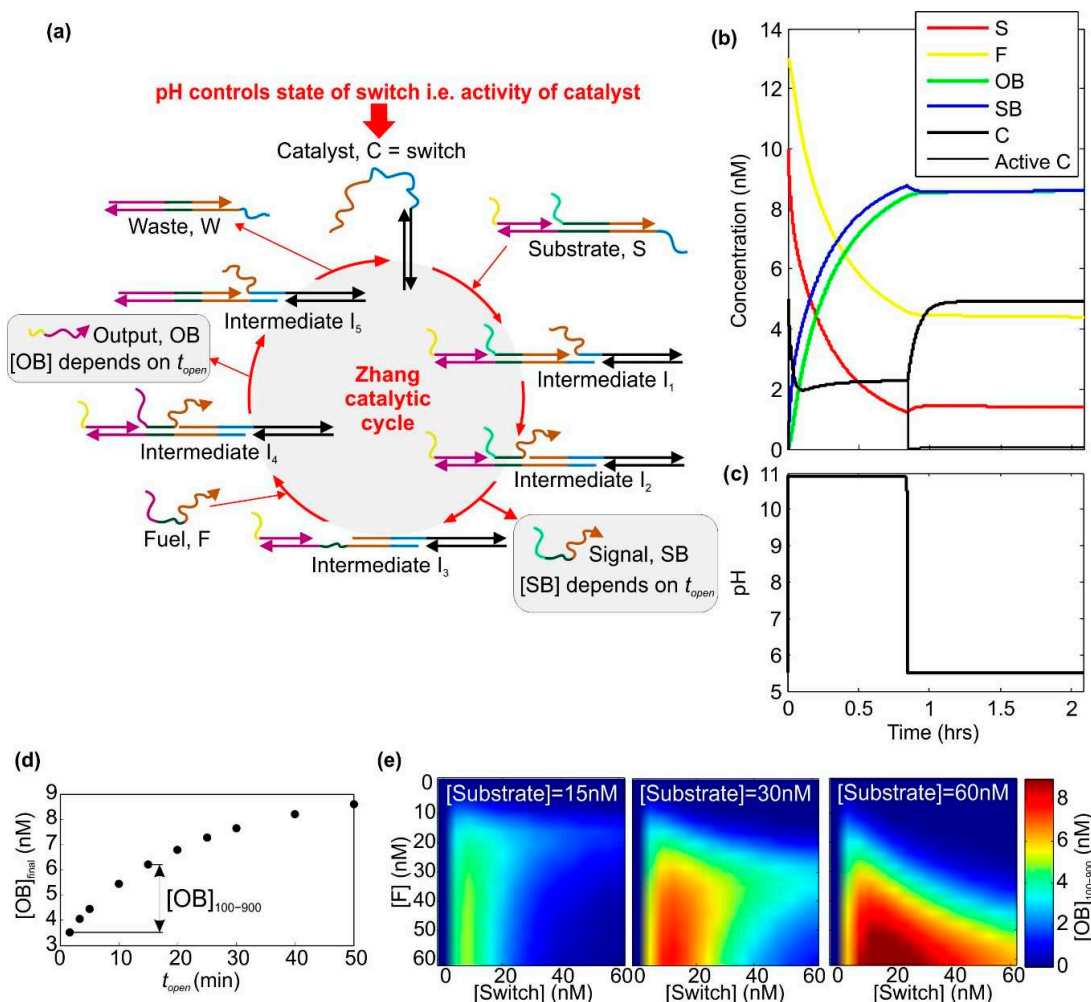 (a)
pH controls state of switch i.e. activity of catalyst
Catalyst, C = switch
Waste, W
Substrate, S
Intermediate I5
Intermediate I1
Output, OB
[OB] depends on topen
Zhang
catalytic
cycle
Intermediate I4
Intermediate I2
Fuel, F
Intermediate I3
Signal, SB
[SB] depends on topen
(b)
14
12
10
8
6
4
2
0
Concentration (nM)
S
F
OB
SB
C
Active C
(c)
11
10
9
8
7
6
5
pH
0
0.5
1
1.5
2
Time (hrs)
(d)
9
8
7
6
5
4
3
[OB]final (nM)
[OB]100−900
0
10
20
30
40
50
topen (min)
(e)
0
20
40
60
[F] (nM)
[Substrate]=15nM
[Substrate]=30nM
[Substrate]=60nM
0
20
40
60
0
20
40
60
0
20
40
60
[Switch] (nM)
[Switch] (nM)
[Switch] (nM)
8
6
4
2
0
[OB]100−900 (nM)